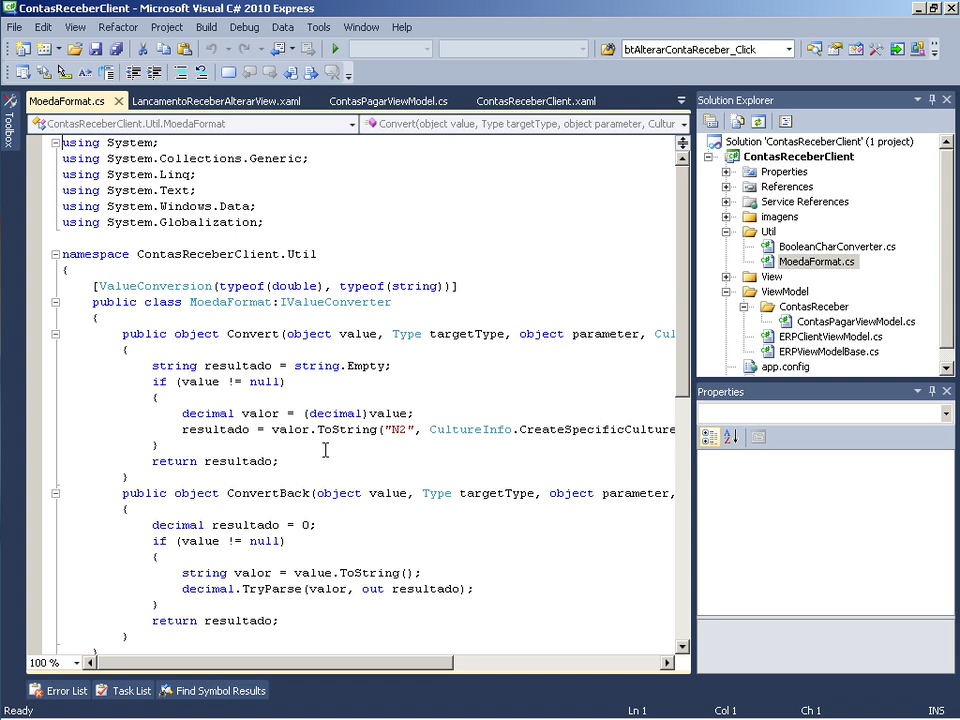 ContasReceberClient - Microsoft Visual C# 2010 Express
File Edit View Refactor Project Build Debug Data Tools Window Help
btAlterarContaReceber_Click
Toolbox
MoedaFormat.cs LancamentoReceberAlterarView.xaml ContasPagarViewModel.cs ContasReceberClient.xaml
ContasReceberClient.Util.MoedaFormat Convert(object value, Type targetType, object parameter, Cultur
using System;
using System.Collections.Generic;
using System.Linq;
using System.Text;
using System.Windows.Data;
using System.Globalization;
namespace ContasReceberClient.Util
{
[ValueConversion(typeof(double), typeof(string))]
public class MoedaFormat:IValueConverter
{
public object Convert(object value, Type targetType, object parameter, Cul
{
string resultado = string.Empty;
if (value != null)
{
decimal valor = (decimal)value;
resultado = valor.ToString("N2", CultureInfo.CreateSpecificCulture
}
return resultado;
}
public object ConvertBack(object value, Type targetType, object parameter,
{
decimal resultado = 0;
if (value != null)
{
string valor = value.ToString();
decimal.TryParse(valor, out resultado);
}
return resultado;
}
}
100 %
Solution Explorer
Solution 'ContasReceberClient' (1 project)
ContasReceberClient
Properties
References
Service References
imagens
Util
BooleanCharConverter.cs
MoedaFormat.cs
View
ViewModel
ContasReceber
ContasPagarViewModel.cs
ERPClientViewModel.cs
ERPViewModelBase.cs
app.config
Properties
Error List Task List Find Symbol Results
Ready Ln 1 Col 1 Ch 1 INS